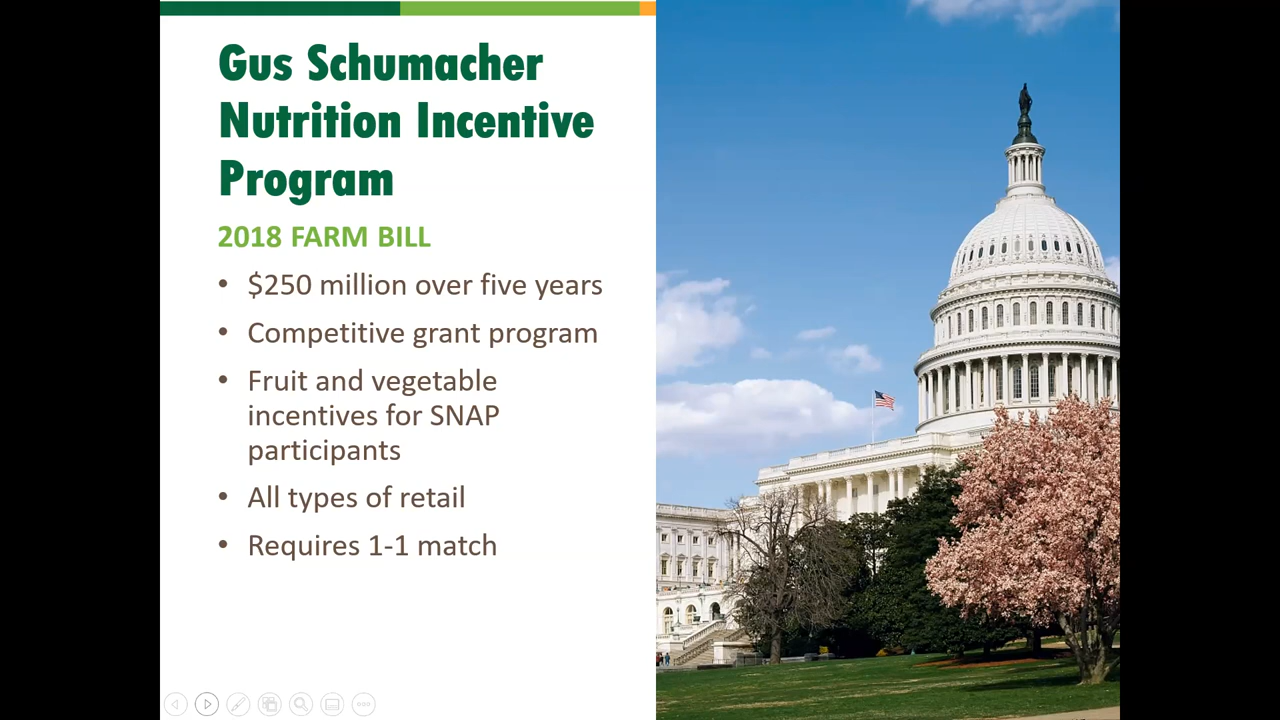 Gus Schumacher
Nutrition Incentive
Program
2018 FARM BILL
• $250 million over five years
• Competitive grant program
• Fruit and vegetable
incentives for SNAP
participants
• All types of retail
• Requires 1-1 match